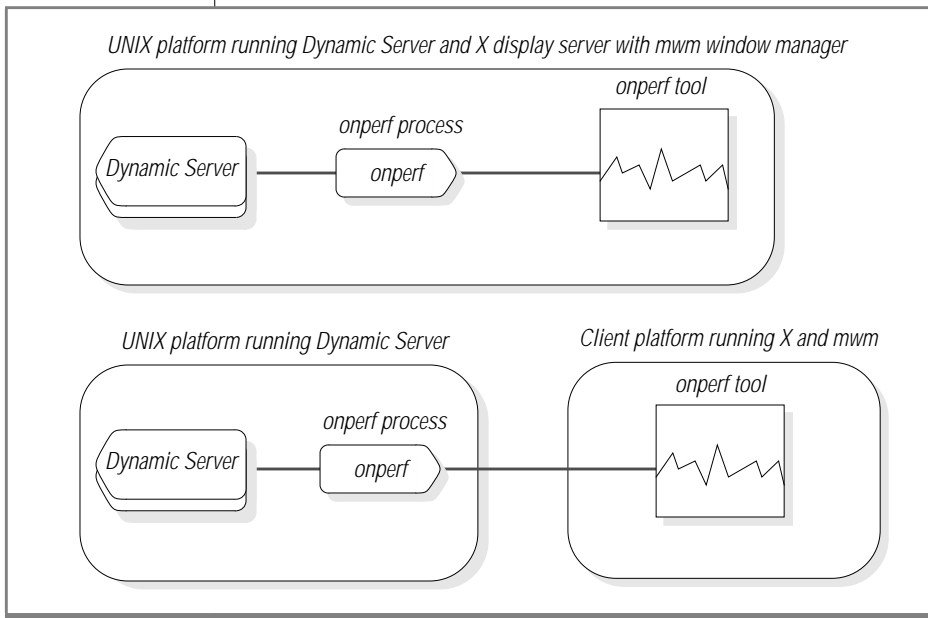 UNIX platform running Dynamic Server and X display server with mwm window manager
onperf tool
onperf process
Dynamic Server
onperf
UNIX platform running Dynamic Server
Client platform running X and mwm
onperf tool
onperf process
Dynamic Server
onperf